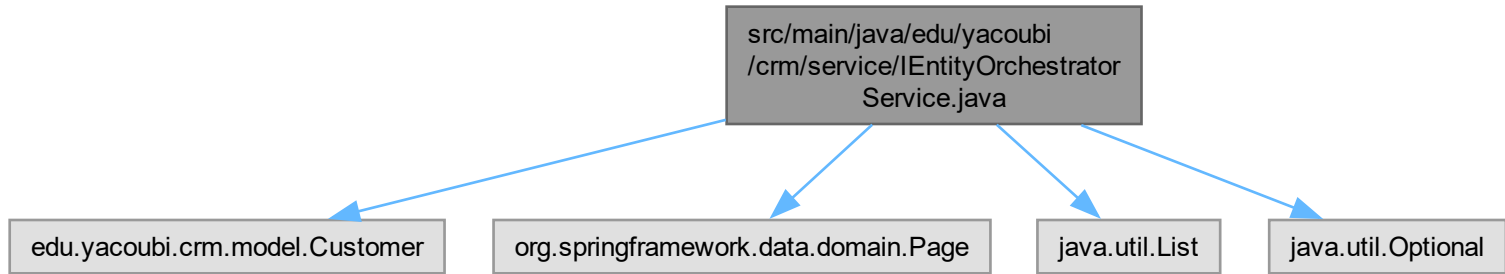 src/main/java/edu/yacoubi
/crm/service/IEntityOrchestrator
Service.java
edu.yacoubi.crm.model.Customer
org.springframework.data.domain.Page
java.util.List
java.util.Optional